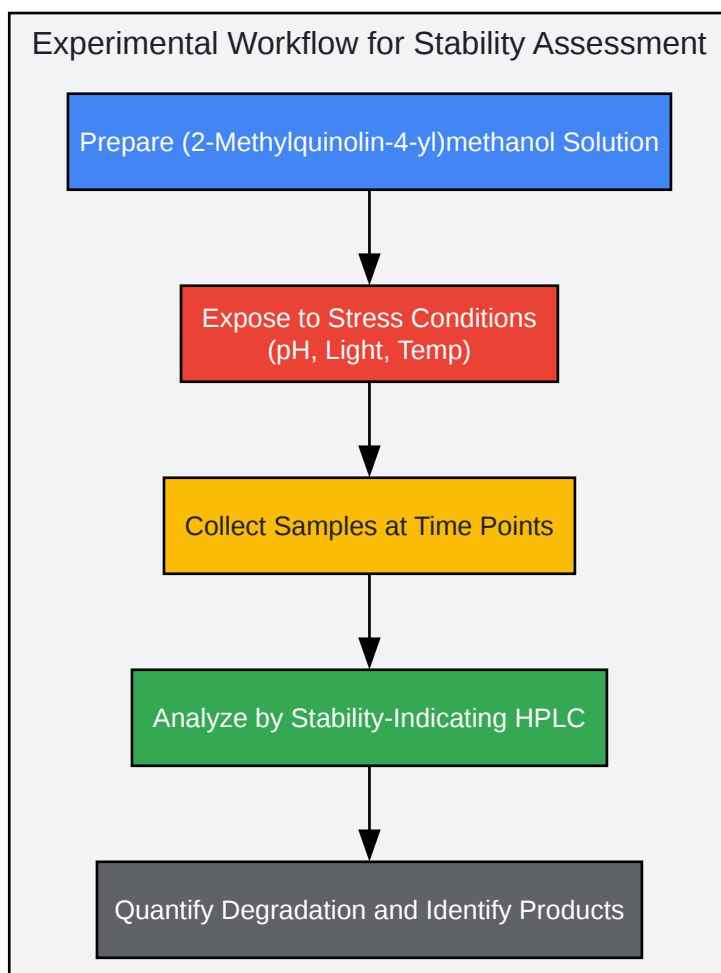 Experimental Workflow for Stability Assessment
Prepare (2-Methylquinolin-4-yl)methanol Solution
Expose to Stress Conditions
(pH, Light, Temp)
Collect Samples at Time Points
Analyze by Stability-Indicating HPLC
Quantify Degradation and Identify Products